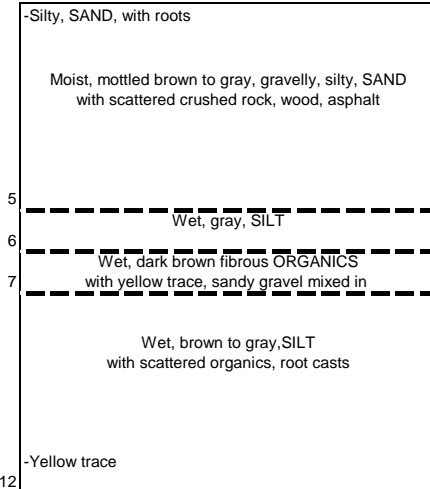 -Silty, SAND, with roots
Moist, mottled brown to gray, gravelly, silty, SAND
with scattered crushed rock, wood, asphalt
5
Wet, gray, SILT
6
Wet, dark brown fibrous ORGANICS
7
with yellow trace, sandy gravel mixed in
Wet, brown to gray,SILT
with scattered organics, root casts
-Yellow trace
12